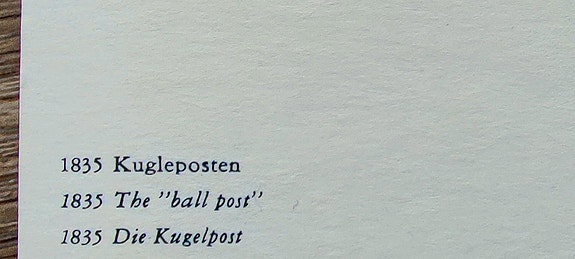 1835 Kugleposten
1835 The "ball post"
1835 Die Kugelpost